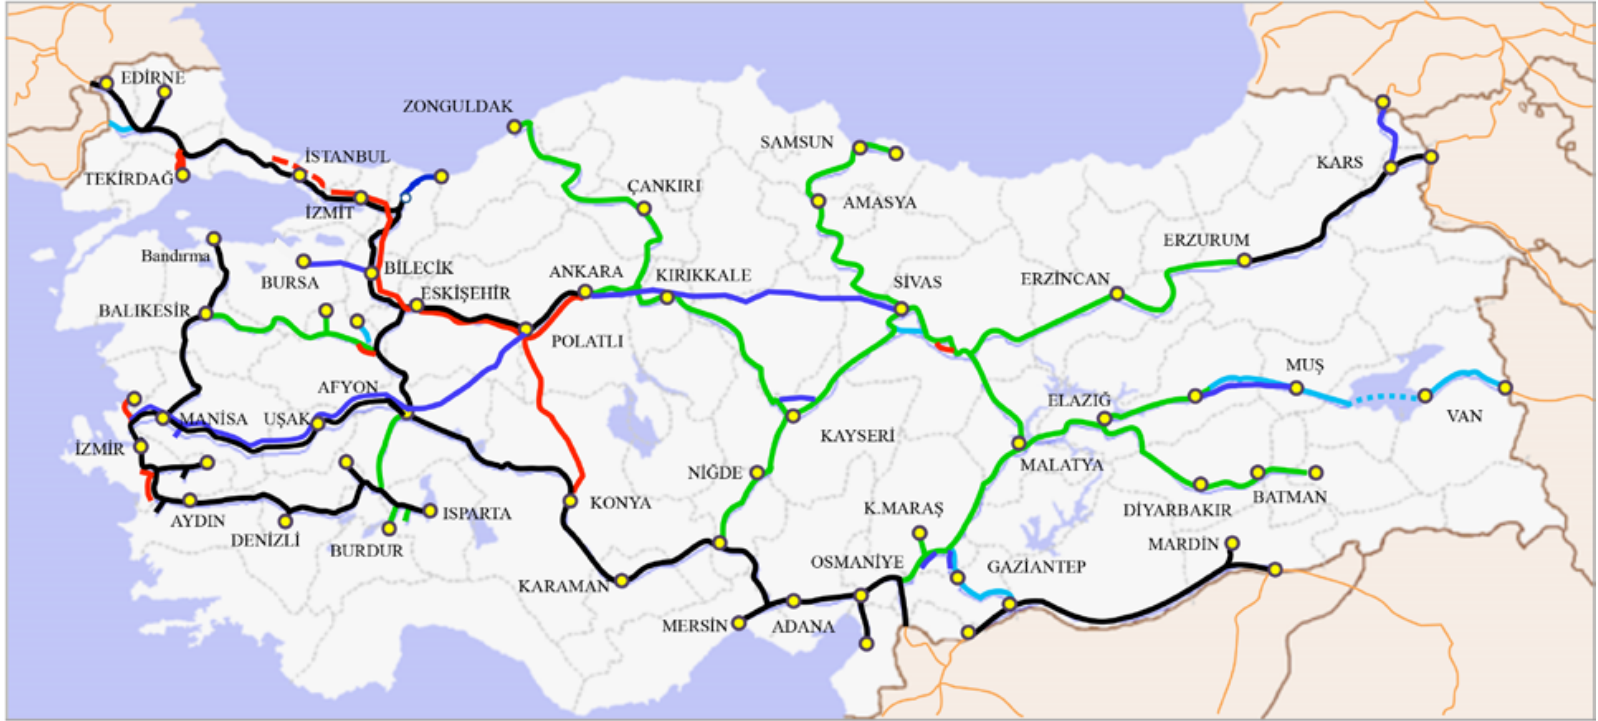 EDİRNE
ZONGULDAK
SAMSUN
İSTANBUL
KARS
TEKİRDAĞ
ÇANKIRI
AMASYA
İZMİT
ERZURUM
Bandırma
BİLECİK
ANKARA
KIRIKKALE
BURSA
SİVAS
ERZİNCAN
ESKİŞEHİR
BALIKESİR
POLATLI
MUŞ
AFYON
ELAZIĞ
VAN
MANİSA
UŞAK
KAYSERİ
İZMİR
MALATYA
NİĞDE
BATMAN
KONYA
K.MARAŞ
DİYARBAKIR
ISPARTA
AYDIN
DENİZLİ
BURDUR
MARDİN
OSMANİYE
GAZİANTEP
KARAMAN
MERSİN
ADANA